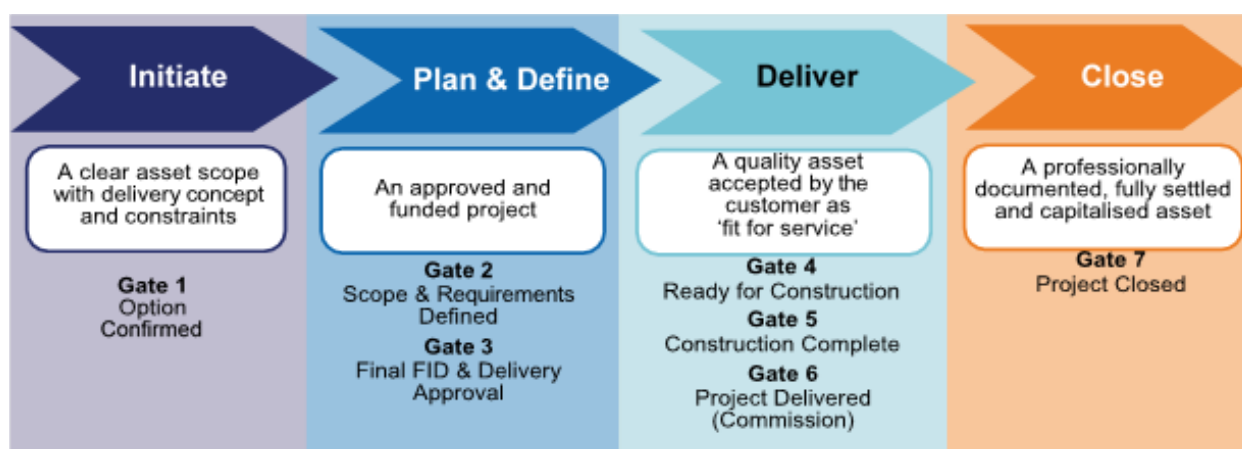 Initiate
Plan & Define
Deliver
Close
A clear asset scope
with delivery concept
and constraints
An approved and
funded project
A quality asset
accepted by the
customer as
‘fit for service’
A professionally
documented, fully settled
and capitalised asset
Gate 1
Option
Confirmed
Gate 2
Scope & Requirements
Defined
Gate 3
Final FID & Delivery
Approval
Gate 4
Ready for Construction
Gate 5
Construction Complete
Gate 6
Project Delivered
(Commission)
Gate 7
Project Closed